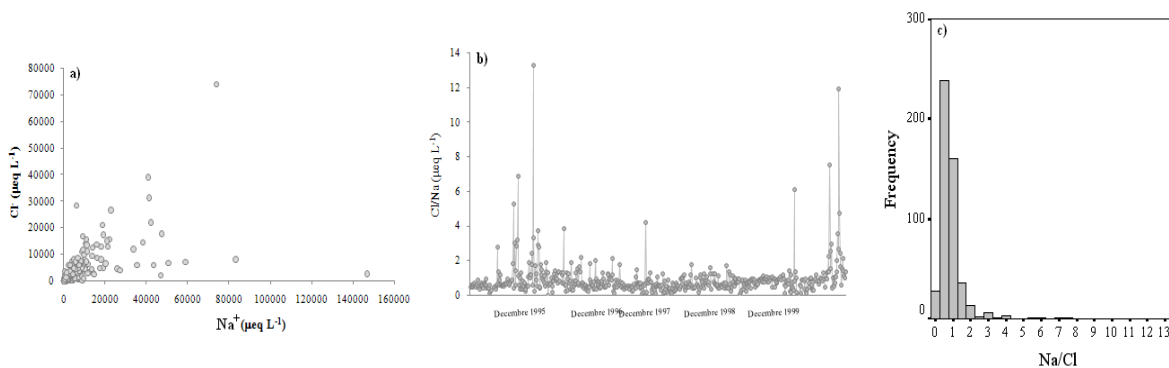 a)
Cl⁻ (µeq L⁻¹)
80000
70000
60000
50000
40000
30000
20000
10000
0
0 20000 40000 60000 80000 100000 120000 140000 160000
Na⁺ (µeq L⁻¹)
b)
Cl/Na (µeq L⁻¹)
14
12
10
8
6
4
2
0
Decembre 1995 Decembre 1996 Decembre 1997 Decembre 1998 Decembre 1999
c)
Frequency
300
200
100
0
0 1 2 3 4 5 6 7 8 9 10 11 12 13
Na/Cl